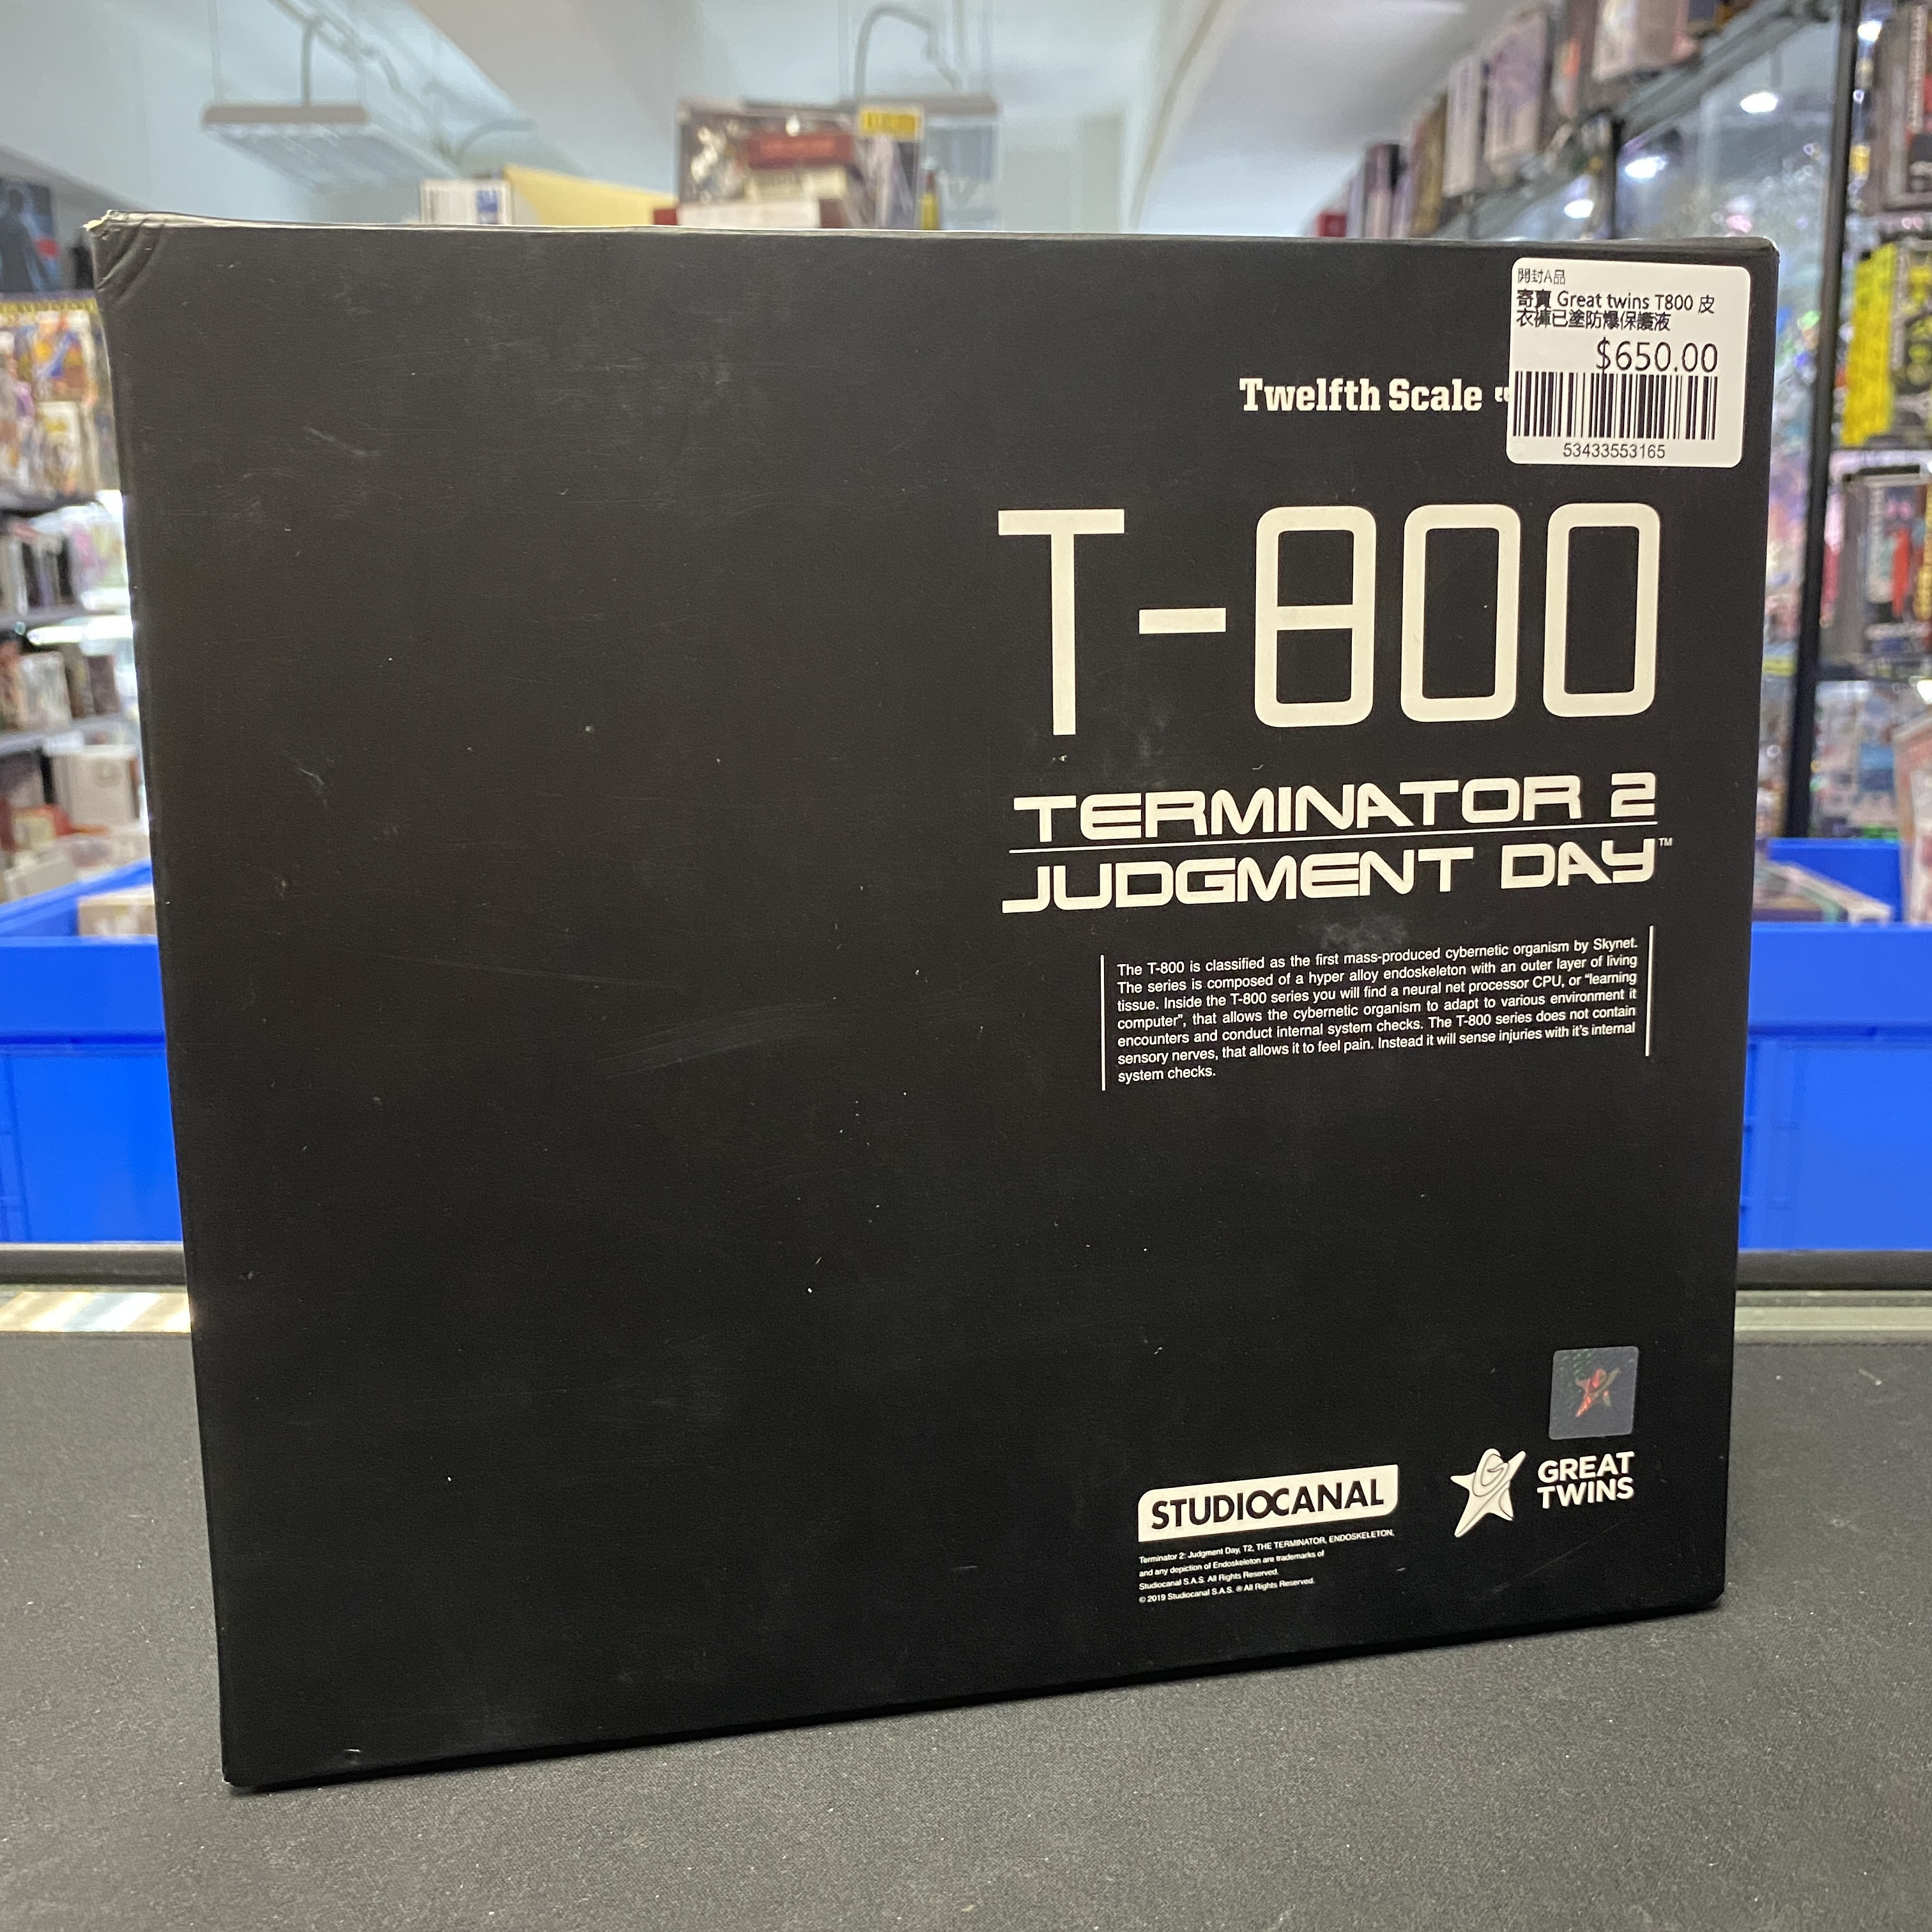 開封A品
寄賣 Great twins T800 皮
衣褲已塗防爆保護液
$650.00
53433553165
Twelfth Scale “
T-800
TERMINATOR 2
JUDGMENT DAY™
The T-800 is classified as the first mass-produced cybernetic organism by Skynet.
The series is composed of a hyper alloy endoskeleton with an outer layer of living
tissue. Inside the T-800 series you will find a neural net processor CPU, or “learning
computer”, that allows the cybernetic organism to adapt to various environment it
encounters and conduct internal system checks. The T-800 series does not contain
sensory nerves, that allows it to feel pain. Instead it will sense injuries with it's internal
system checks.
STUDIOCANAL
GREAT
TWINS
Terminator 2: Judgment Day, T2, THE TERMINATOR, ENDOSKELETON,
and any depiction of Endoskeleton are trademarks of
Studiocanal S.A.S. All Rights Reserved.
© 2019 Studiocanal S.A.S. ® All Rights Reserved.